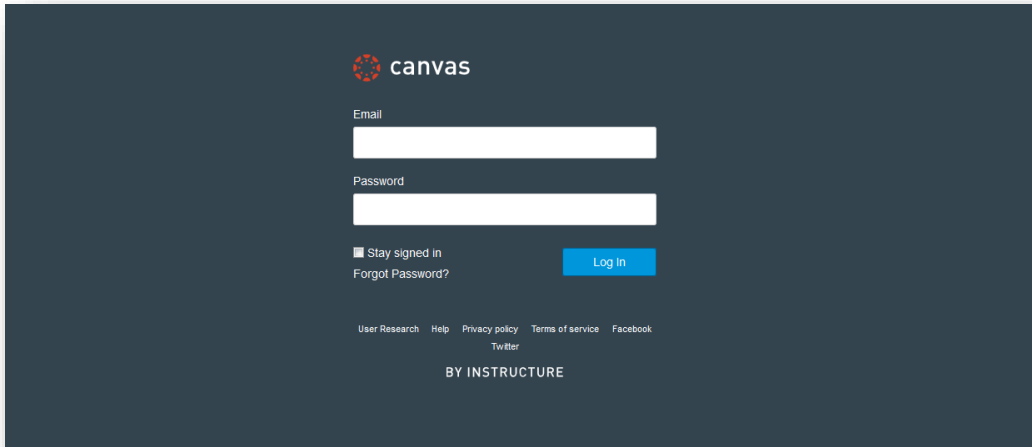 canvas
Email
Password
Stay signed in
Log In
Forgot Password?
User Research Help Privacy policy Terms of service Facebook
Twitter
BY INSTRUCTURE